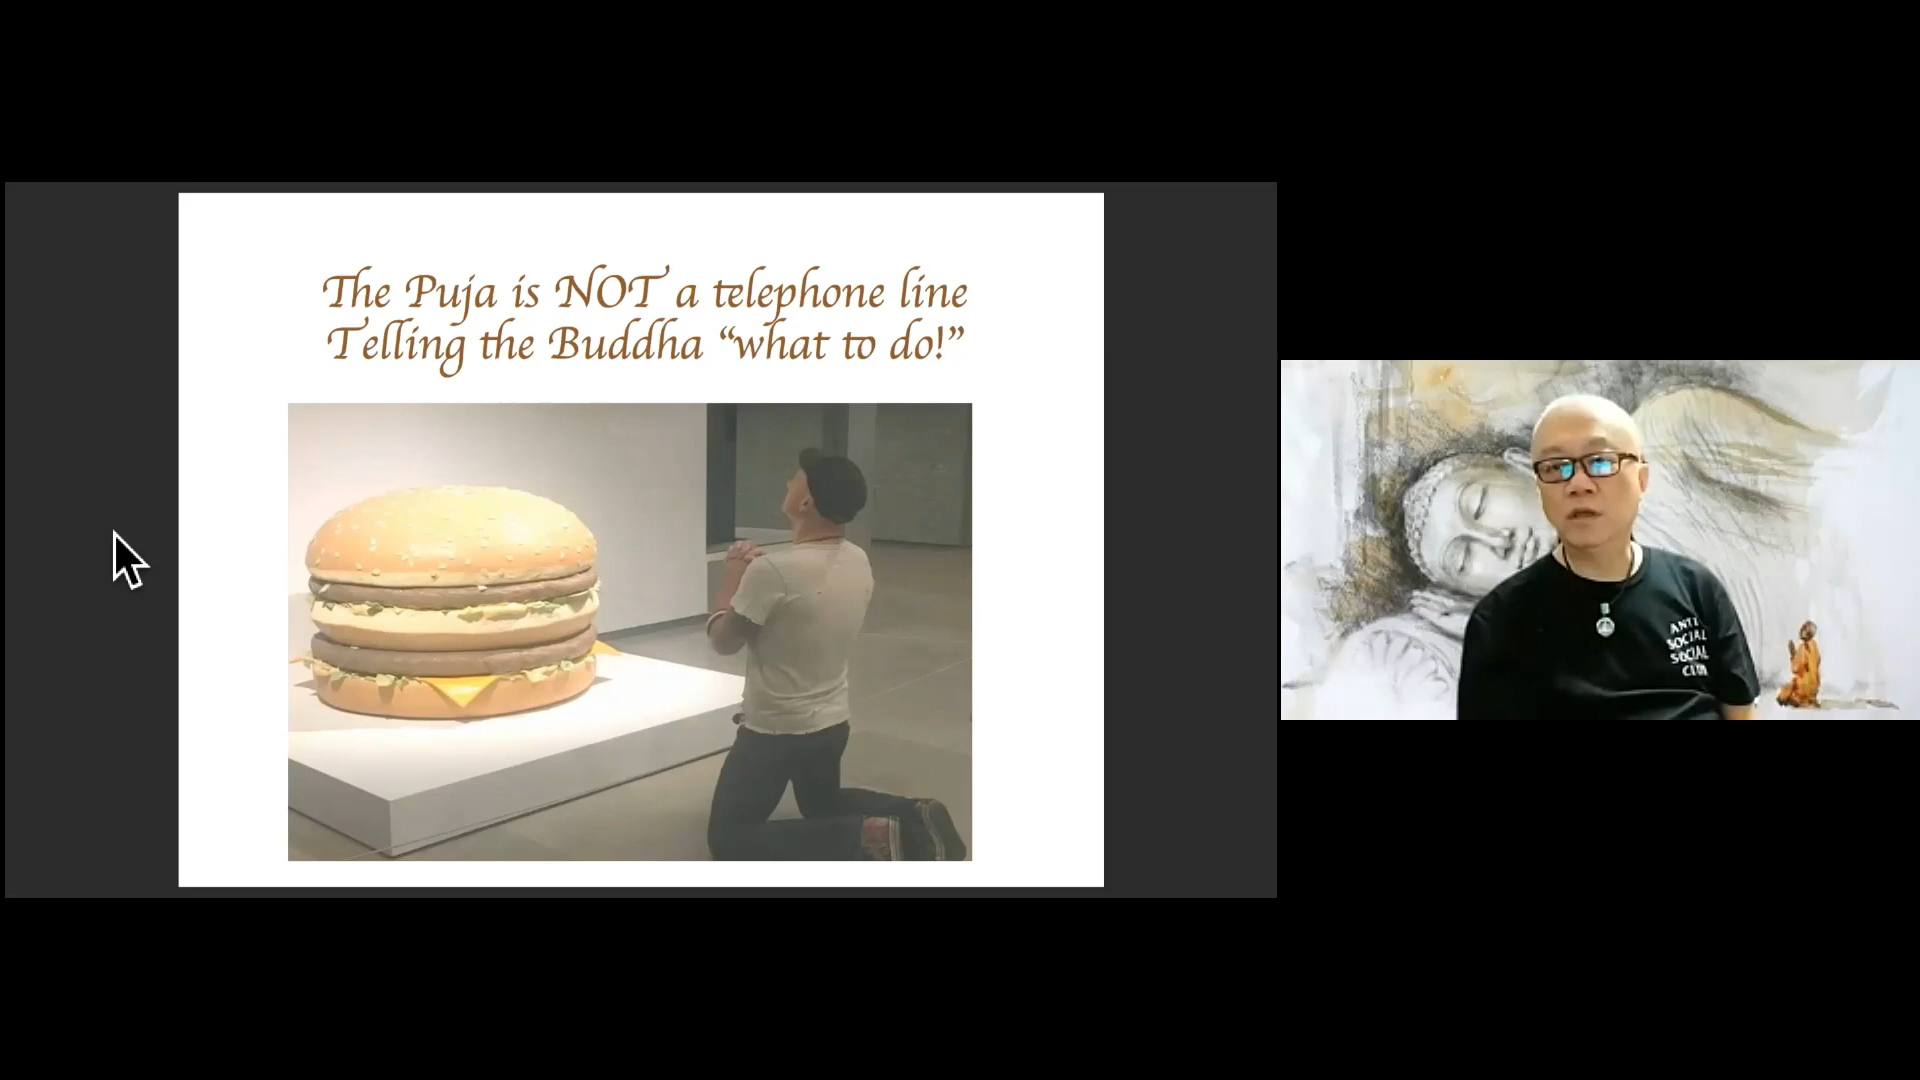 The Puja is NOT a telephone line
Telling the Buddha “what to do!”
ANTI
SOCIAL
SOCIAL
CLUB